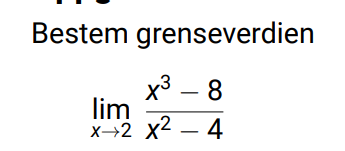 Bestem grenseverdien
lim x→2 x³ − 8 / x² − 4